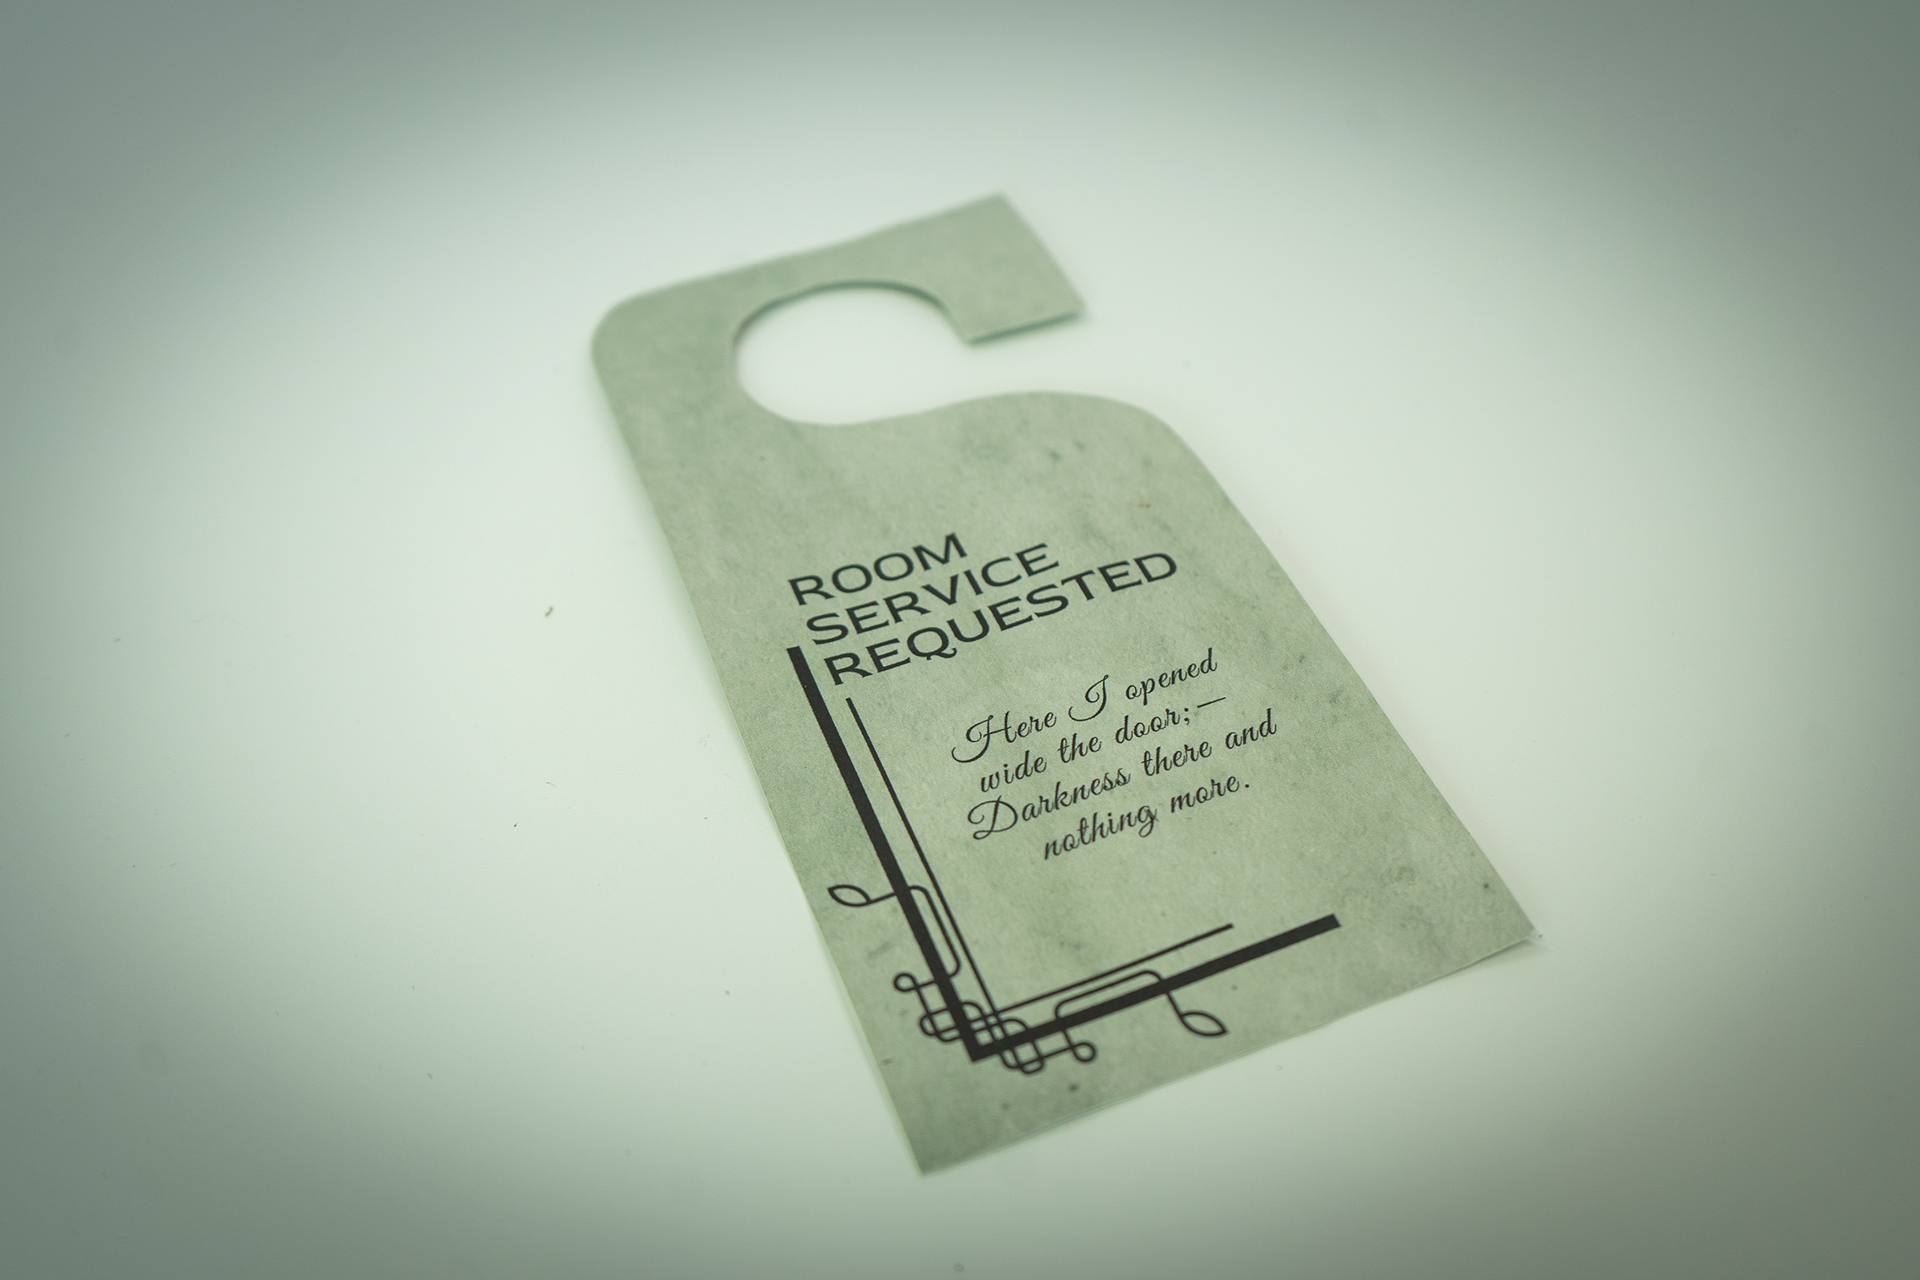 ROOM
SERVICE
REQUESTED
Here I opened
wide the door;—
Darkness there and
nothing more.